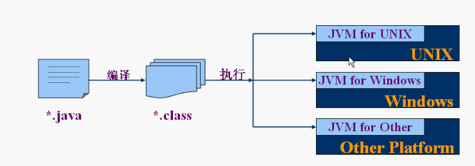 *.java
编译
*.class
执行
JVM for UNIX
UNIX
JVM for Windows
Windows
JVM for Other
Other Platform